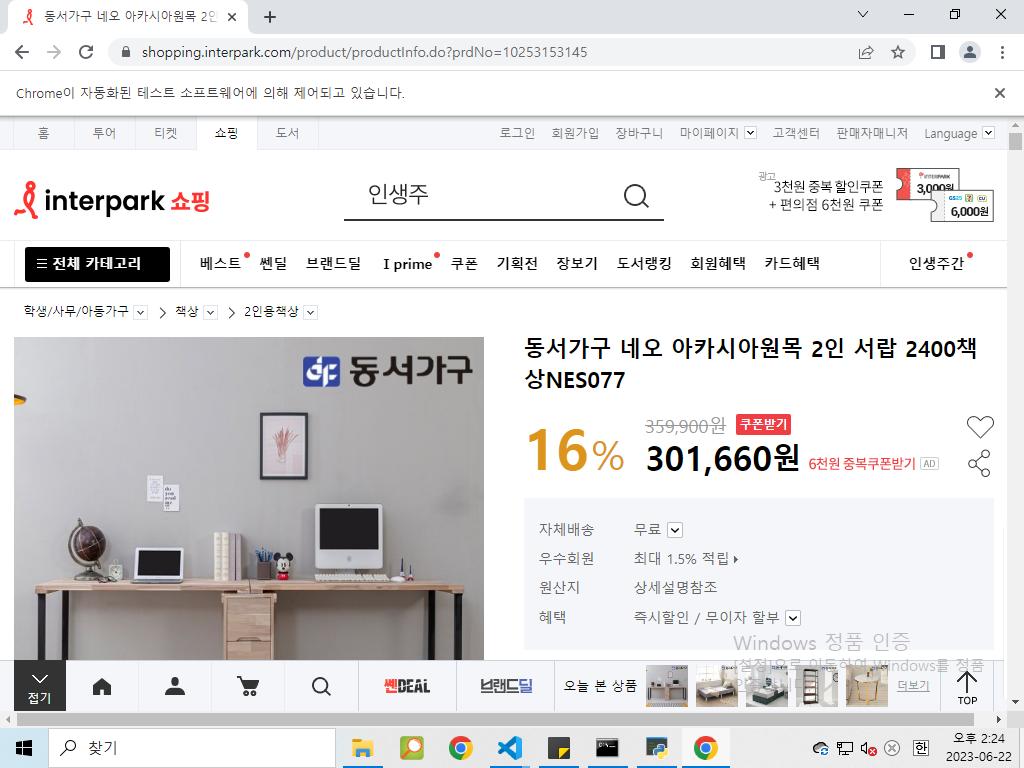 동서가구 네오 아카시아원목 2인
shopping.interpark.com/product/productInfo.do?prdNo=10253153145
Chrome이 자동화된 테스트 소프트웨어에 의해 제어되고 있습니다.
홈 투어 티켓 쇼핑 도서 로그인 회원가입 장바구니 마이페이지 고객센터 판매자매니저 Language
interpark 쇼핑
인생주
광고
3천원 중복 할인쿠폰
+ 편의점 6천원 쿠폰
INTERPARK
3,000원
GS25 CU
6,000원
전체 카테고리 베스트 쎈딜 브랜드딜 I prime 쿠폰 기획전 장보기 도서랭킹 회원혜택 카드혜택 인생주간
학생/사무/아동가구 책상 2인용책상
동서가구
동서가구 네오 아카시아원목 2인 서랍 2400책
상NES077
16% 359,900원 쿠폰받기
301,660원 6천원 중복쿠폰받기 AD
자체배송 무료
우수회원 최대 1.5% 적립
원산지 상세설명참조
혜택 즉시할인 / 무이자 할부
Windows 정품 인증
[설정]으로 이동하여 Windows를 정품
접기
쎈DEAL
브랜드딜
오늘 본 상품
더보기
TOP
찾기
한
오후 2:24
2023-06-22